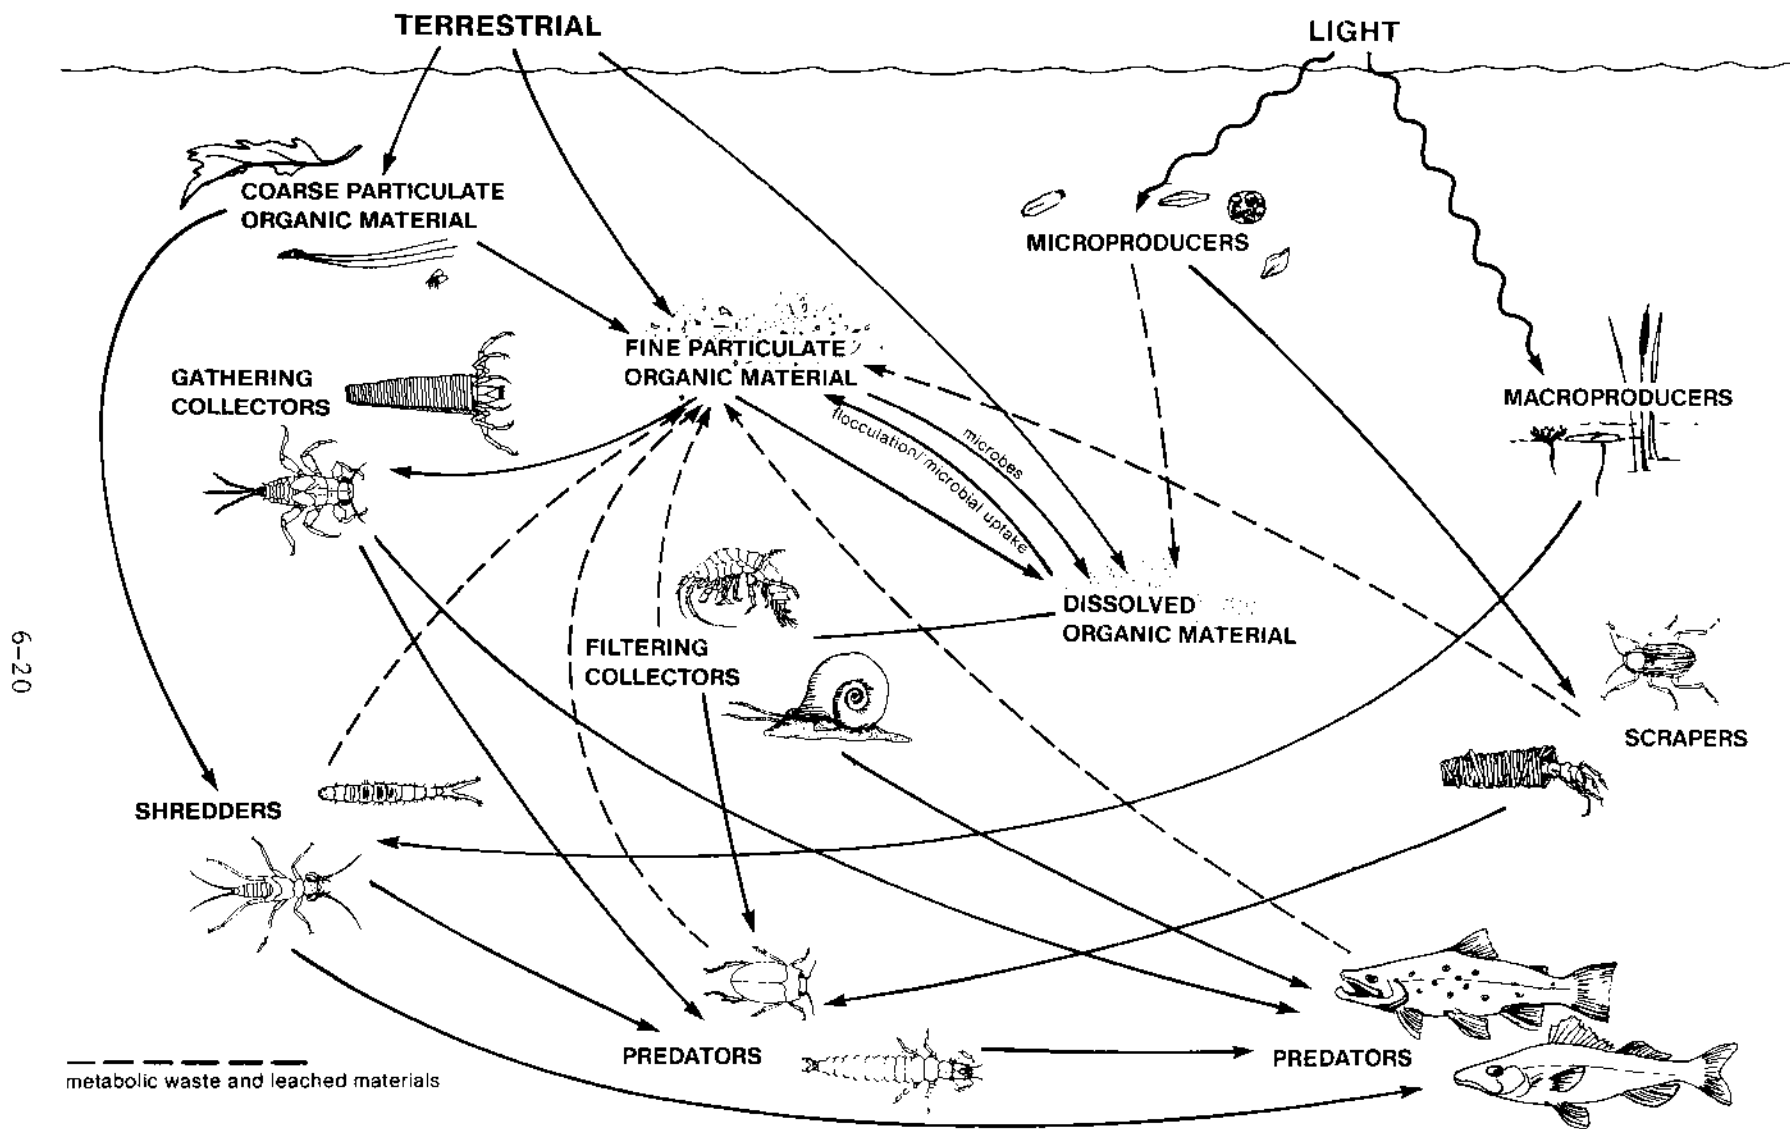 TERRESTRIAL
LIGHT
COARSE PARTICULATE
ORGANIC MATERIAL
MICROPRODUCERS
FINE PARTICULATE
ORGANIC MATERIAL
GATHERING
COLLECTORS
MACROPRODUCERS
flocculation/microbial uptake
microbes
DISSOLVED
ORGANIC MATERIAL
FILTERING
COLLECTORS
6-20
SCRAPERS
SHREDDERS
PREDATORS
PREDATORS
metabolic waste and leached materials